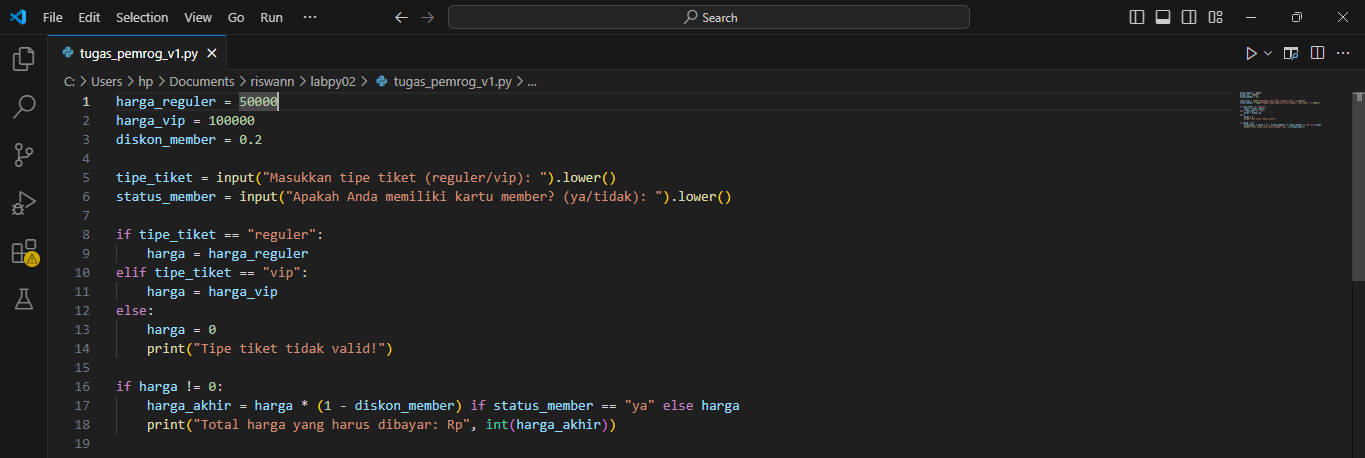 File Edit Selection View Go Run ··· Search
tugas_pemrog_v1.py
C: > Users > hp > Documents > riswann > labpy02 > tugas_pemrog_v1.py > ...
1 harga_reguler = 50000
2 harga_vip = 100000
3 diskon_member = 0.2
4
5 tipe_tiket = input("Masukkan tipe tiket (reguler/vip): ").lower()
6 status_member = input("Apakah Anda memiliki kartu member? (ya/tidak): ").lower()
7
8 if tipe_tiket == "reguler":
9     harga = harga_reguler
10 elif tipe_tiket == "vip":
11     harga = harga_vip
12 else:
13     harga = 0
14     print("Tipe tiket tidak valid!")
15
16 if harga != 0:
17     harga_akhir = harga * (1 - diskon_member) if status_member == "ya" else harga
18     print("Total harga yang harus dibayar: Rp", int(harga_akhir))
19